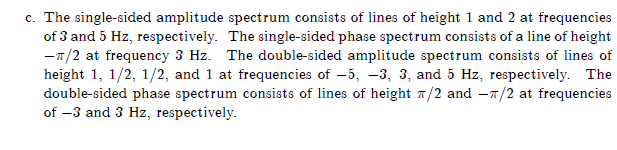 c. The single-sided amplitude spectrum consists of lines of height 1 and 2 at frequencies
of 3 and 5 Hz, respectively. The single-sided phase spectrum consists of a line of height
−π/2 at frequency 3 Hz. The double-sided amplitude spectrum consists of lines of
height 1, 1/2, 1/2, and 1 at frequencies of −5, −3, 3, and 5 Hz, respectively. The
double-sided phase spectrum consists of lines of height π/2 and −π/2 at frequencies
of −3 and 3 Hz, respectively.